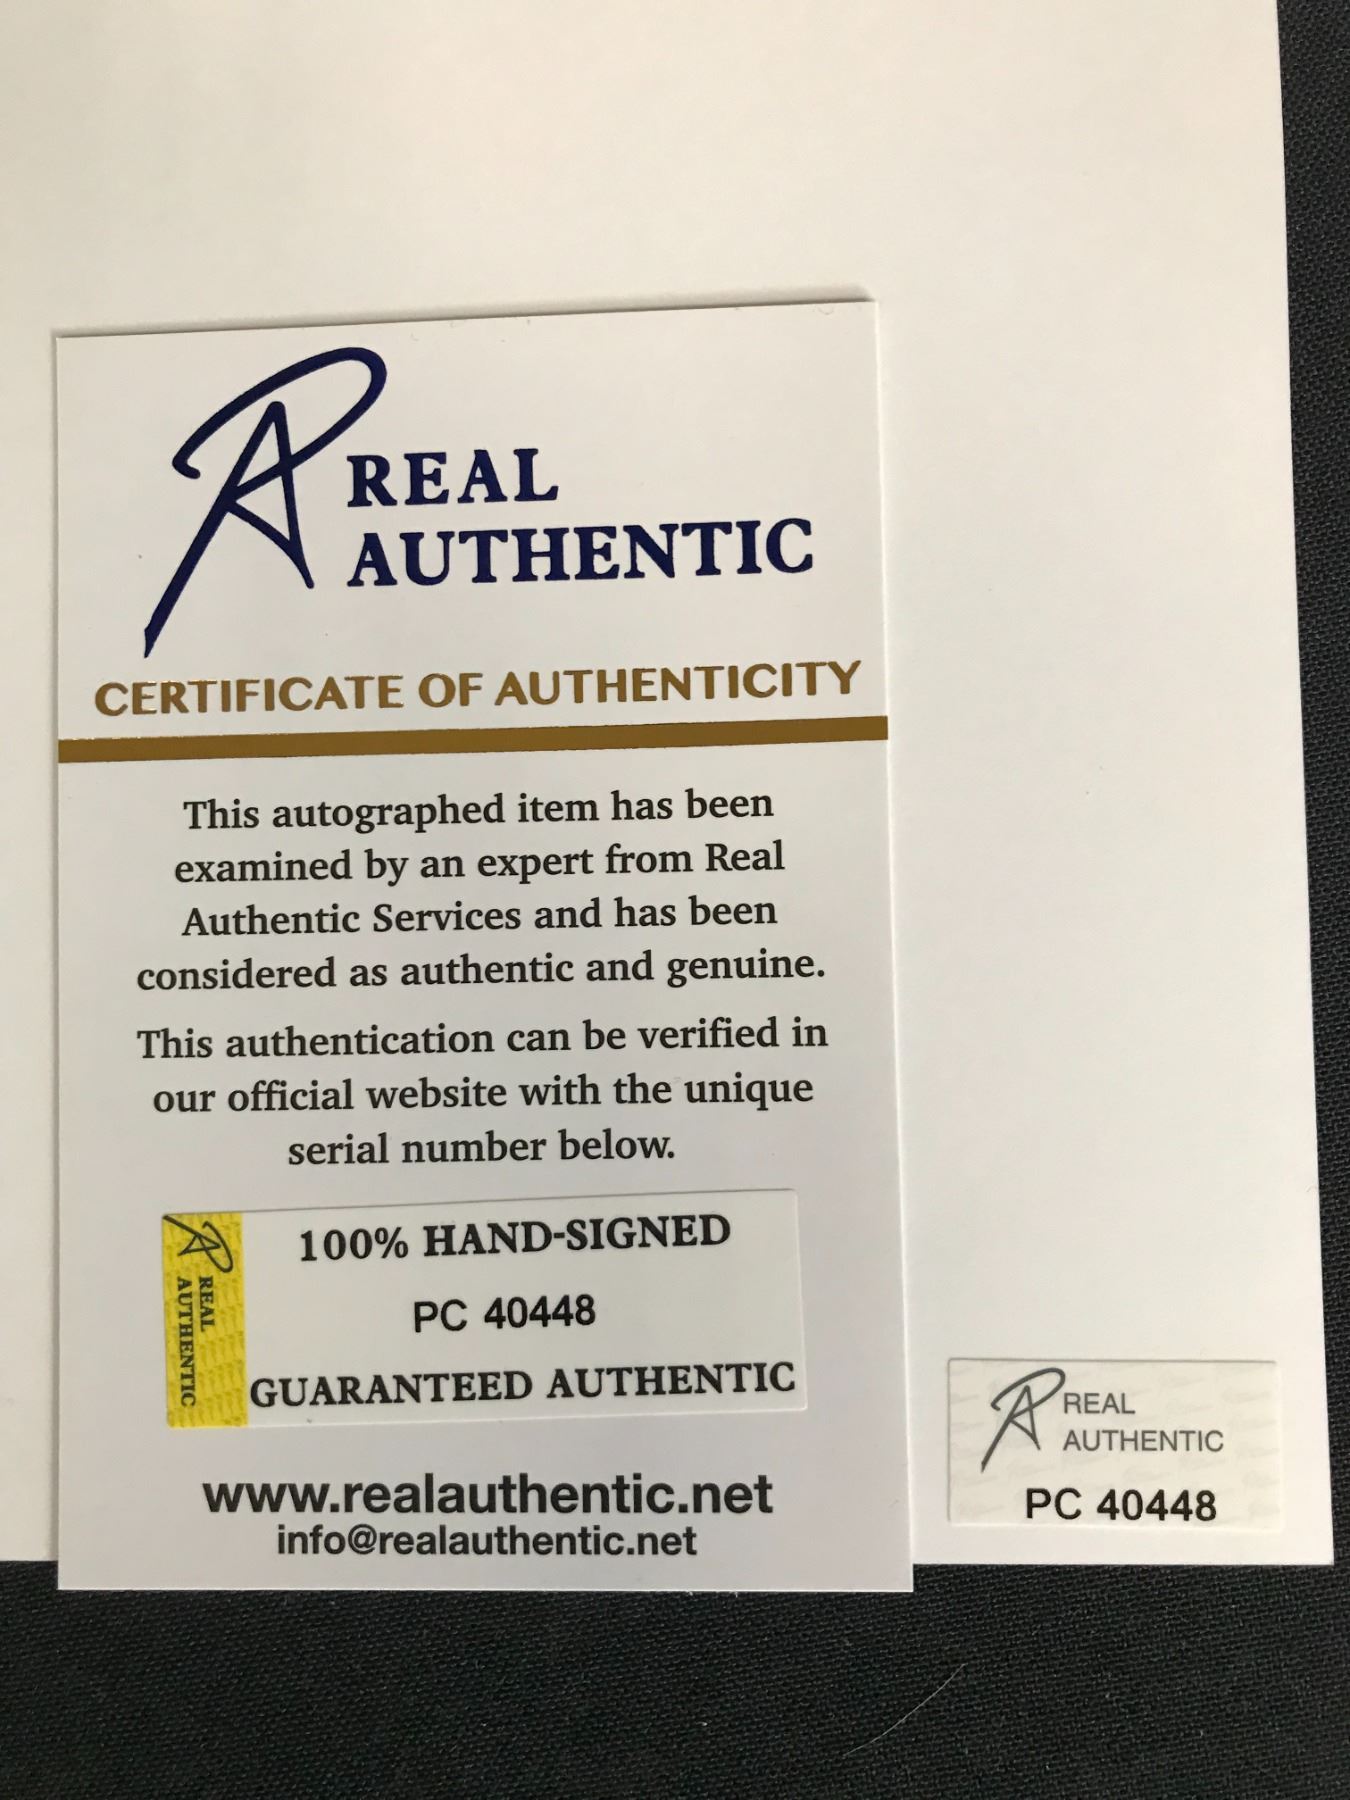 REAL
AUTHENTIC
CERTIFICATE OF AUTHENTICITY
This autographed item has been
examined by an expert from Real
Authentic Services and has been
considered as authentic and genuine.
This authentication can be verified in
our official website with the unique
serial number below.
REAL
AUTHENTIC
100% HAND-SIGNED
PC 40448
GUARANTEED AUTHENTIC
www.realauthentic.net
info@realauthentic.net
REAL
AUTHENTIC
PC 40448